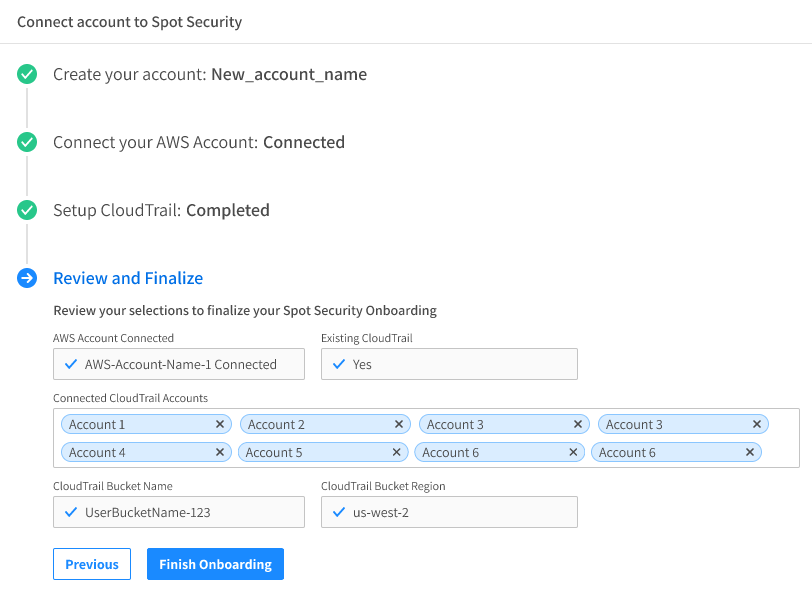 Connect account to Spot Security
Create your account: New_account_name
Connect your AWS Account: Connected
Setup CloudTrail: Completed
Review and Finalize
Review your selections to finalize your Spot Security Onboarding
AWS Account Connected Existing CloudTrail
AWS-Account-Name-1 Connected Yes
Connected CloudTrail Accounts
Account 1 Account 2 Account 3 Account 3
Account 4 Account 5 Account 6 Account 6
CloudTrail Bucket Name CloudTrail Bucket Region
UserBucketName-123 us-west-2
Previous Finish Onboarding